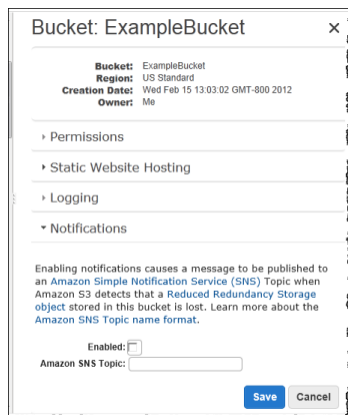 Bucket: ExampleBucket ×
Bucket: ExampleBucket
Region: US Standard
Creation Date: Wed Feb 15 13:03:02 GMT-800 2012
Owner: Me
Permissions
Static Website Hosting
Logging
Notifications
Enabling notifications causes a message to be published to
an Amazon Simple Notification Service (SNS) Topic when
Amazon S3 detects that a Reduced Redundancy Storage
object stored in this bucket is lost. Learn more about the
Amazon SNS Topic name format.
Enabled:
Amazon SNS Topic:
Save Cancel